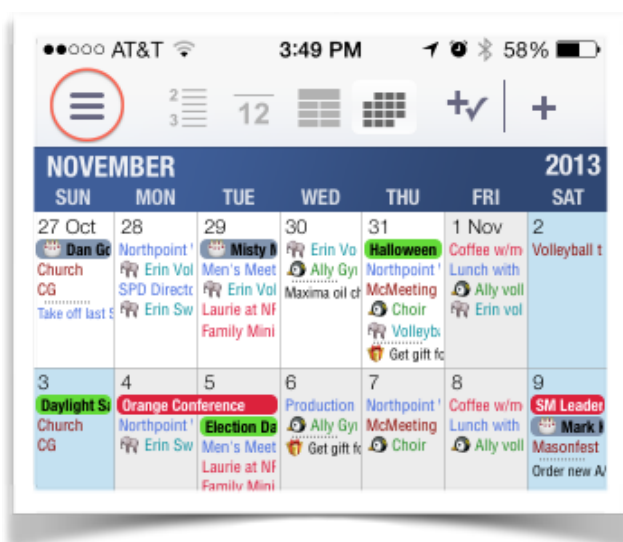 AT&T 3:49 PM 58%
2
3 12
NOVEMBER 2013
SUN MON TUE WED THU FRI SAT
27 Oct 28 29 30 31 1 Nov 2
Dan Northpoint Misty Erin Vo Halloween Coffee w/m Volleyball t
Church Erin Vol Men's Meet Ally Gyr Northpoint Lunch with
CG SPD Directo Erin Vol Maxima oil ch McMeeting Ally voll
Take off last Erin Sw Laurie at NF Choir Erin vol
Family Mini Volleyb
Get gift fo
3 4 5 6 7 8 9
Daylight Sa Orange Conference Production Northpoint Coffee w/m SM Leader
Church Northpoint Election Da Ally Gyr McMeeting Lunch with Mark
CG Erin Sw Men's Meet Get gift fo Choir Ally voll Masonfest
Laurie at NF Order new A/
Family Mini